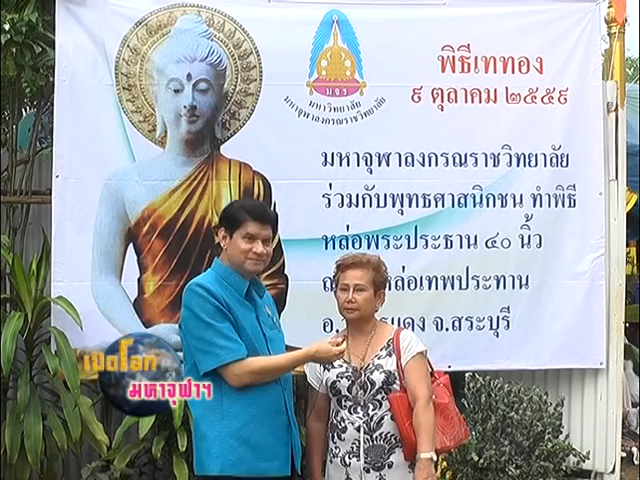 พิธีเททอง
๙ ตุลาคม ๒๕๕๙
ม จ ร
มหาวิทยาลัย
มหาจุฬาลงกรณราชวิทยาลัย
มหาจุฬาลงกรณราชวิทยาลัย
ร่วมกับพุทธศาสนิกชน ทำพิธี
หล่อพระประธาน ๔๐ นิ้ว
หล่อเทพประทาน
อ. จ.สระบุรี
เปิดโลก
มหาจุฬาฯ